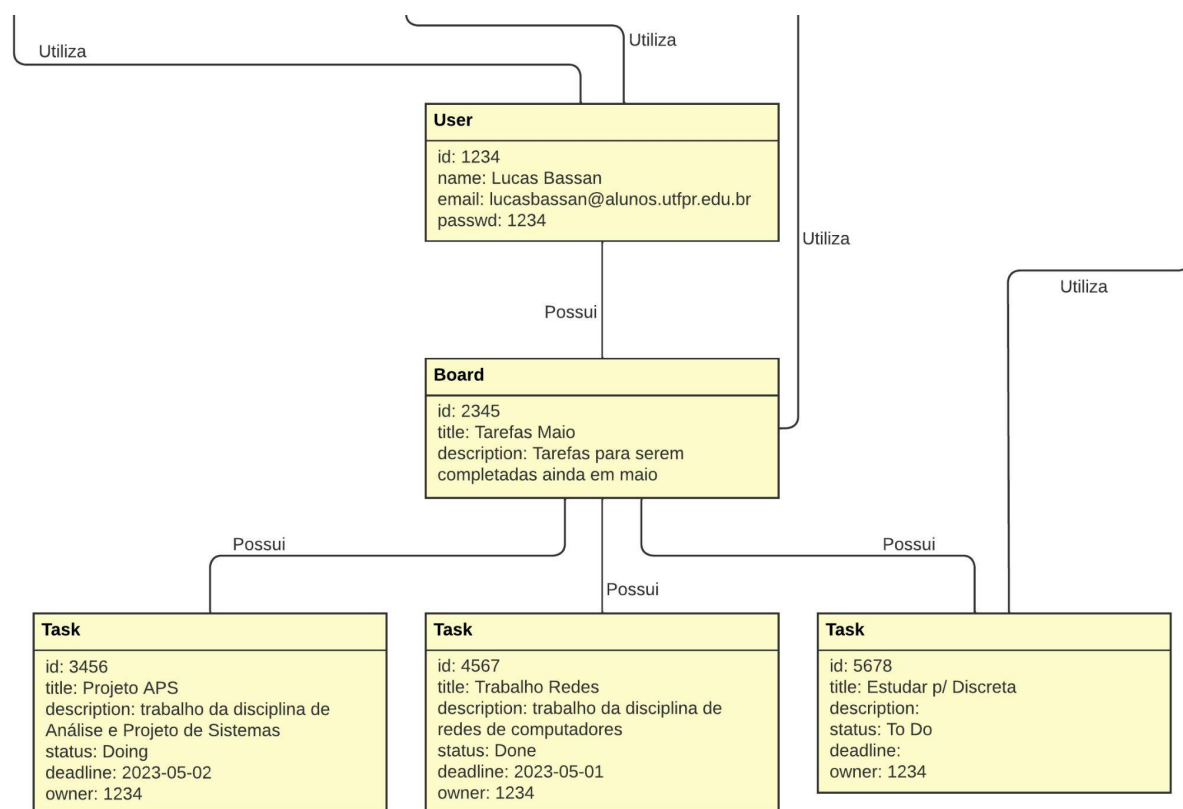 Utiliza
Utiliza
User
id: 1234
name: Lucas Bassan
email: lucasbassan@alunos.utfpr.edu.br
passwd: 1234
Utiliza
Utiliza
Possui
Board
id: 2345
title: Tarefas Maio
description: Tarefas para serem
completadas ainda em maio
Possui
Possui
Possui
Task
id: 3456
title: Projeto APS
description: trabalho da disciplina de
Análise e Projeto de Sistemas
status: Doing
deadline: 2023-05-02
owner: 1234
Task
id: 4567
title: Trabalho Redes
description: trabalho da disciplina de
redes de computadores
status: Done
deadline: 2023-05-01
owner: 1234
Task
id: 5678
title: Estudar p/ Discreta
description:
status: To Do
deadline:
owner: 1234